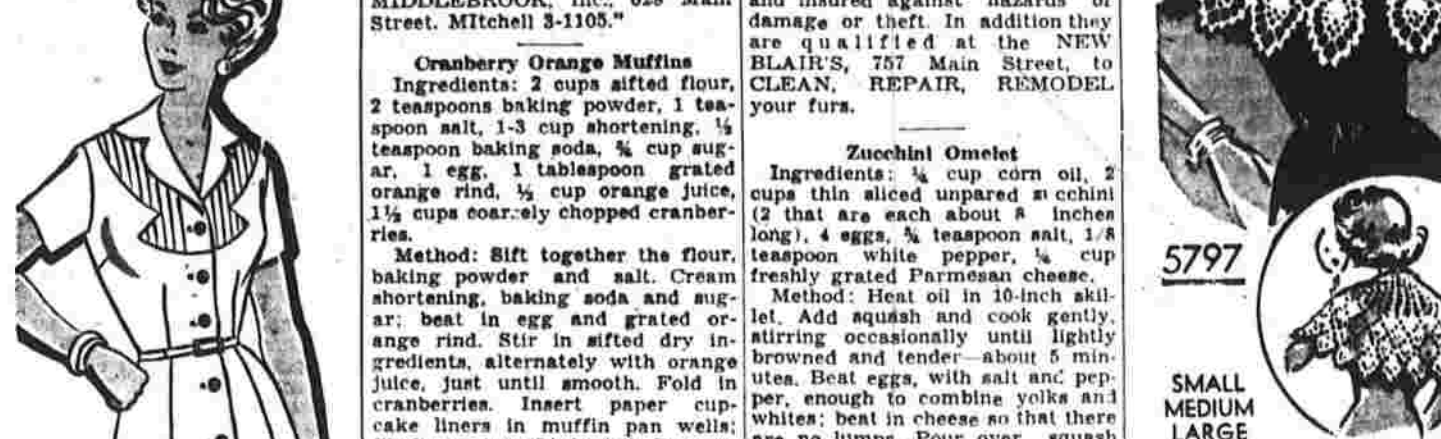 MIDDLEBROOK, Inc., 629 Main
Street. MItchell 3-1105."
Cranberry Orange Muffins
Ingredients: 2 cups sifted flour,
2 teaspoons baking powder, 1 tea-
spoon salt, 1-3 cup shortening, ½
teaspoon baking soda, ¾ cup sug-
ar, 1 egg, 1 tablespoon grated
orange rind, ½ cup orange juice,
1½ cups coarsely chopped cranber-
ries.
Method: Sift together the flour,
baking powder and salt. Cream
shortening, baking soda and sug-
ar; beat in egg and grated or-
ange rind. Stir in sifted dry in-
gredients, alternately with orange
juice, just until smooth. Fold in
cranberries. Insert paper cup-
cake liners in muffin pan wells;
and insured against hazards of
damage or theft. In addition they
are qualified at the NEW
BLAIR'S, 757 Main Street, to
CLEAN, REPAIR, REMODEL
your furs.
Zucchini Omelet
Ingredients: ¼ cup corn oil, 2
cups thin sliced unpared zucchini
(2 that are each about 8 inches
long), 4 eggs, ¾ teaspoon salt, 1/8
teaspoon white pepper, ¼ cup
freshly grated Parmesan cheese.
Method: Heat oil in 10-inch skil-
let. Add squash and cook gently,
stirring occasionally until lightly
browned and tender—about 5 min-
utes. Beat eggs, with salt and pep-
per, enough to combine yolks and
whites; beat in cheese so that there
are no lumps. Pour over squash
5797
SMALL
MEDIUM
LARGE